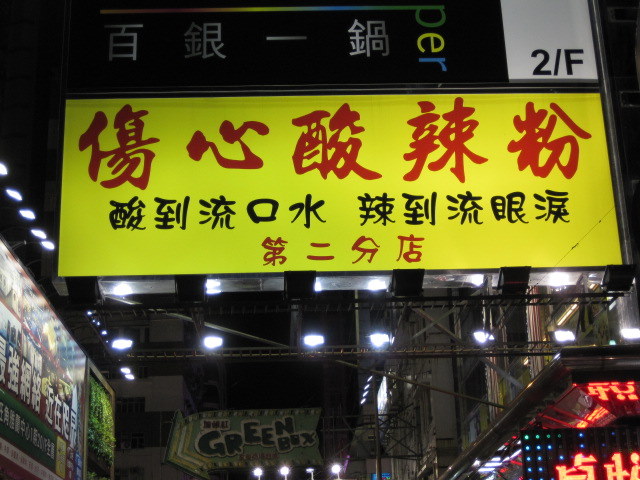 per
百銀一鍋
2/F
傷心酸辣粉
酸到流口水 辣到流眼淚
第二分店
GREEN BOX